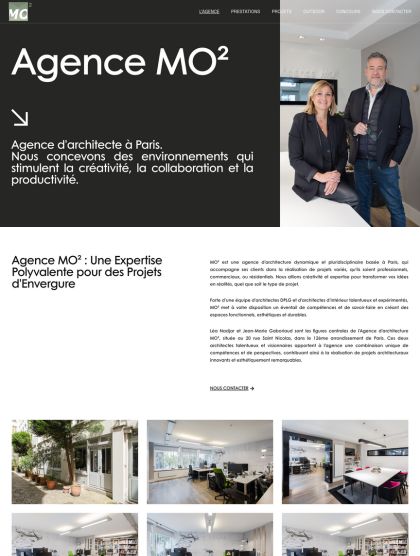 MO²
L'AGENCE PRESTATIONS PROJETS OUTDOOR CONCOURS NOUS CONTACTER
Agence MO²
Agence d'architecte à Paris.
Nous concevons des environnements qui
stimulent la créativité, la collaboration et la
productivité.
Agence MO² : Une Expertise
Polyvalente pour des Projets
d'Envergure
MO² est une agence d'architecture dynamique et pluridisciplinaire basée à Paris, qui
accompagne ses clients dans la réalisation de projets variés, qu'ils soient professionnels,
commerciaux, ou résidentiels. Nous allions créativité et expertise pour transformer vos idées
en réalités, quel que soit le type de projet.
Forte d'une équipe d'architectes DPLG et d'architectes d'intérieur talentueux et expérimentés,
MO² met à votre disposition un éventail de compétences et de savoir-faire en créant des
espaces fonctionnels, esthétiques et durables.
Léa Nadjar et Jean-Marie Gaboriaud sont les figures centrales de l'Agence d'architecture
MO², située au 20 rue Saint Nicolas, dans le 12ème arrondissement de Paris. Ces deux
architectes talentueux et visionnaires apportent à l'agence une combinaison unique de
compétences et de perspectives, contribuant ainsi à la réalisation de projets architecturaux
innovants et esthétiquement remarquables.
NOUS CONTACTER →